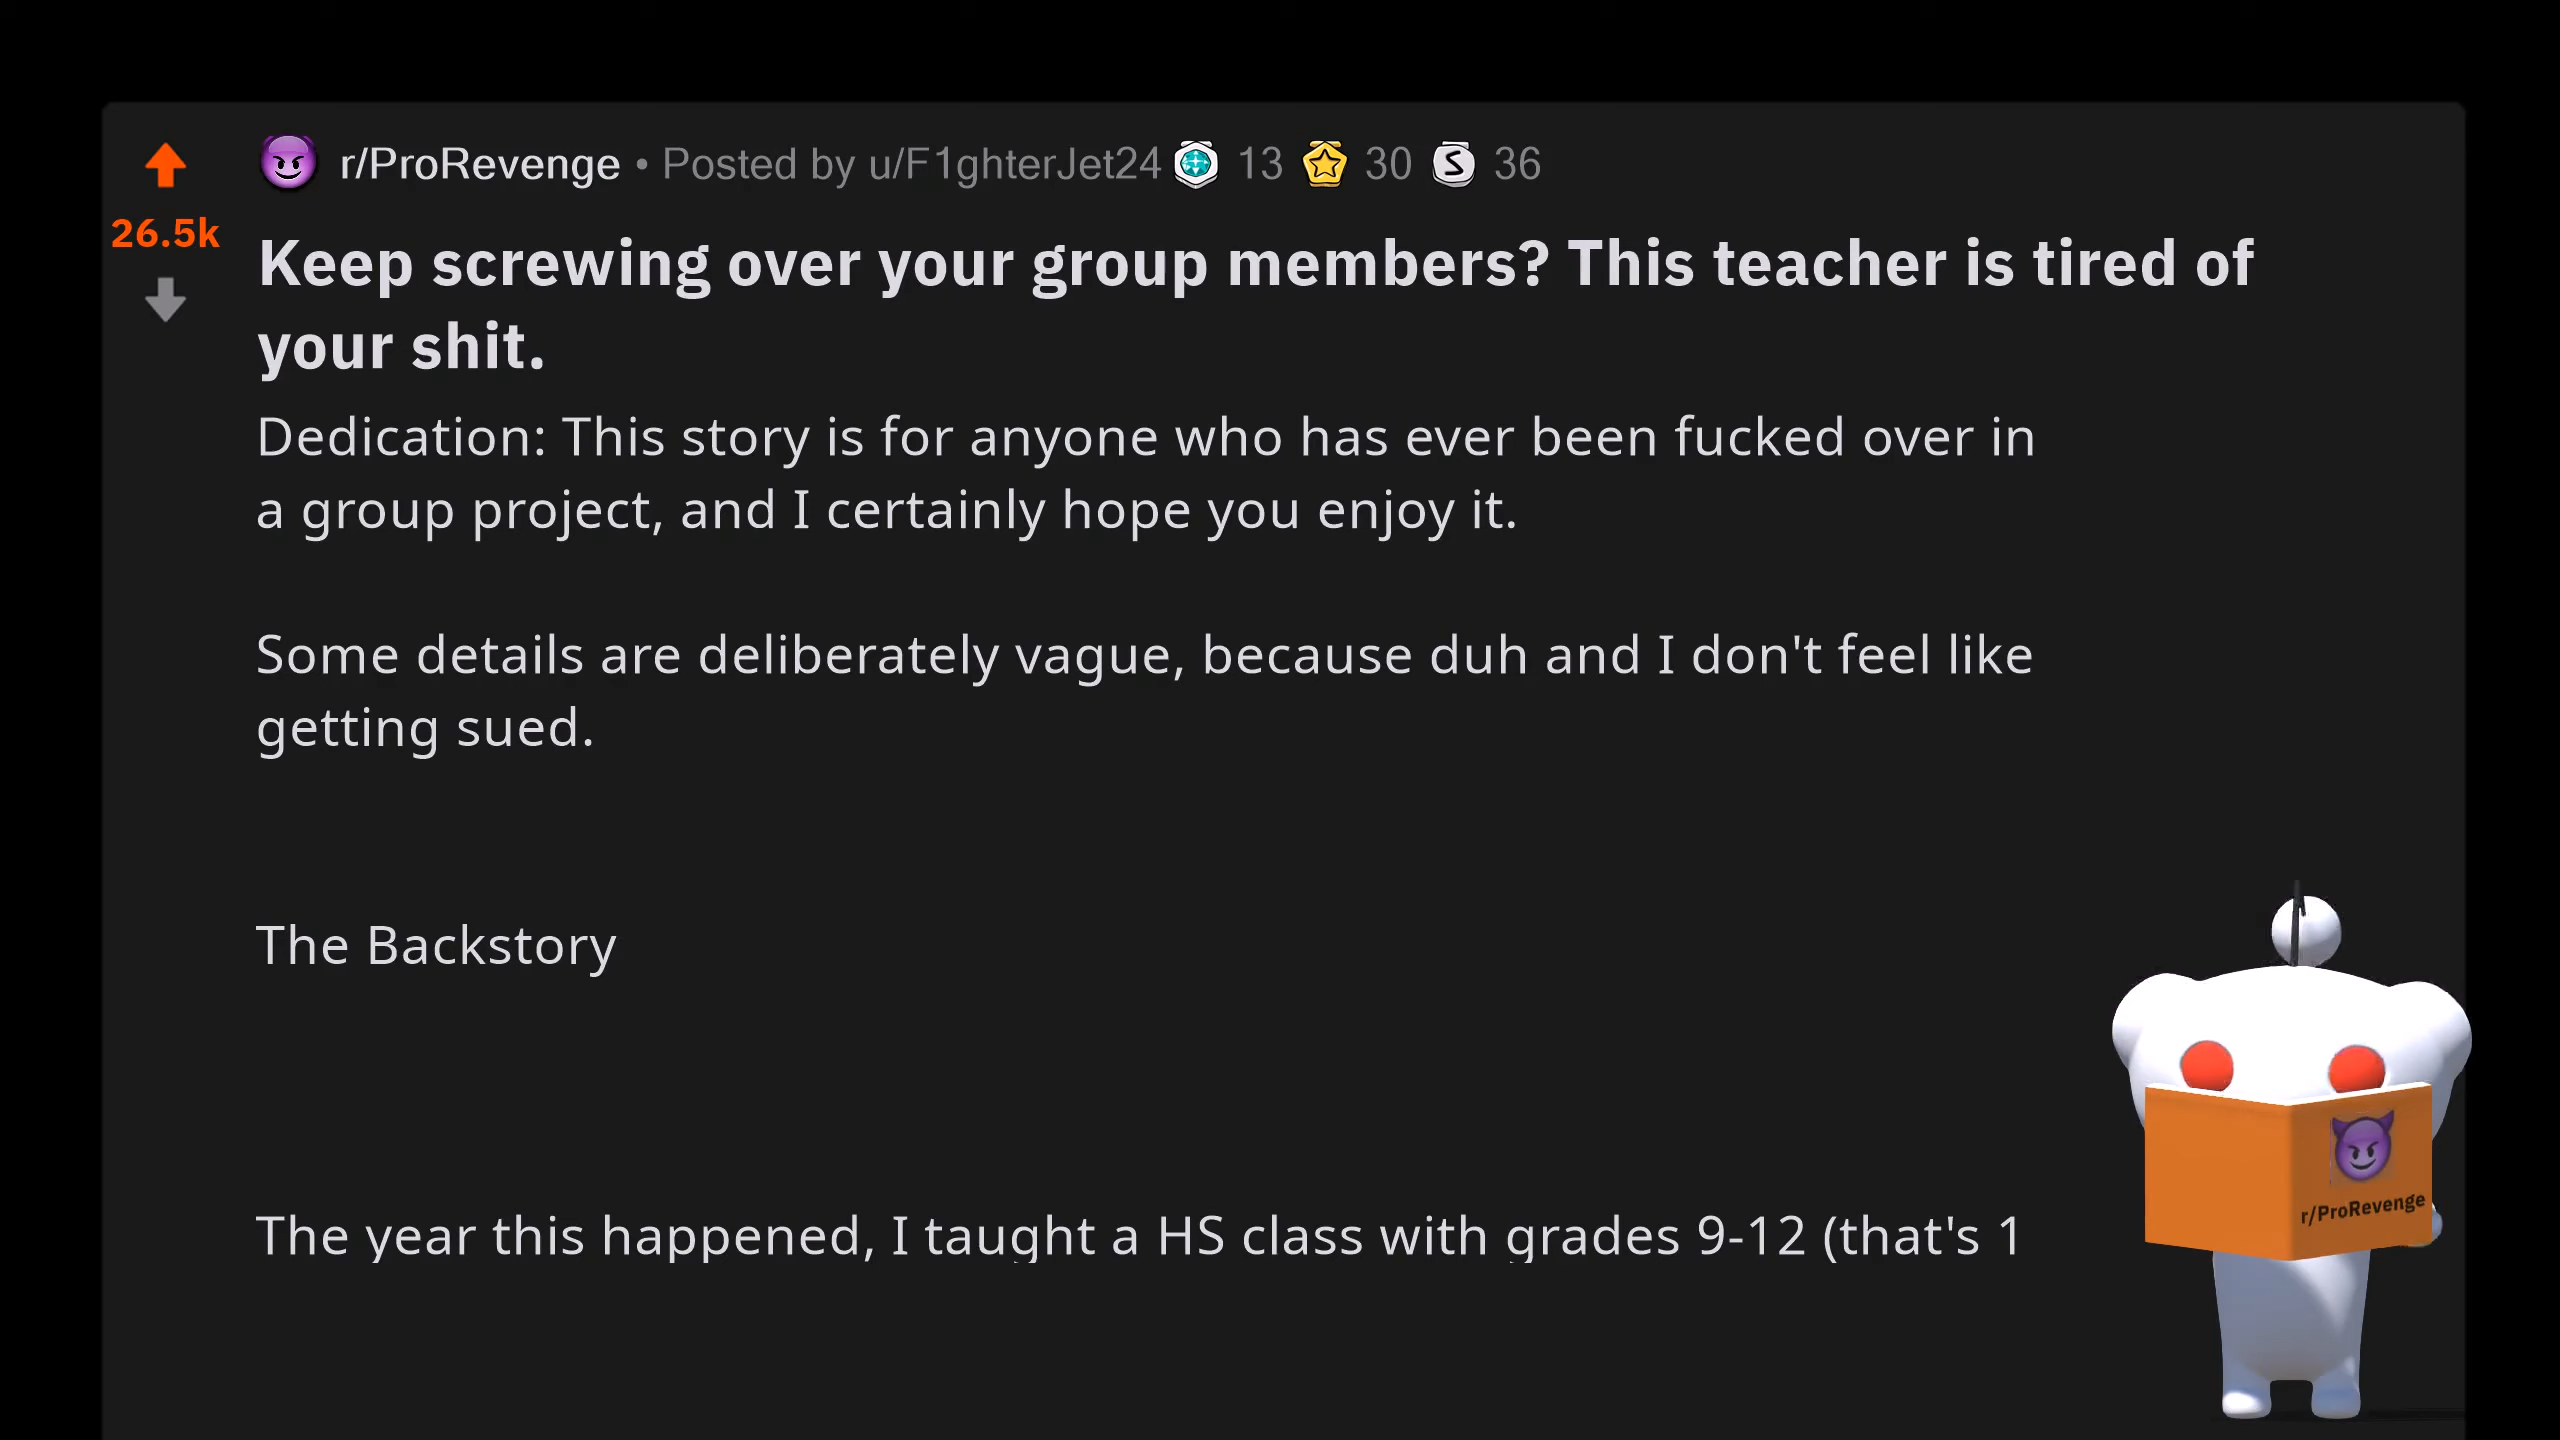 r/ProRevenge • Posted by u/F1ghterJet24 13 30 S 36
26.5k
Keep screwing over your group members? This teacher is tired of
your shit.
Dedication: This story is for anyone who has ever been fucked over in
a group project, and I certainly hope you enjoy it.
Some details are deliberately vague, because duh and I don't feel like
getting sued.
The Backstory
The year this happened, I taught a HS class with grades 9-12 (that's 1
r/ProRevenge